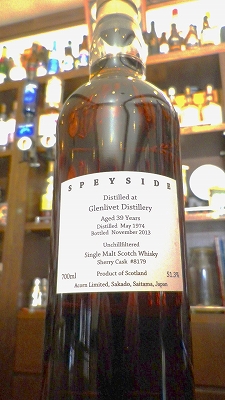 SPEYSIDE
Distilled at
Glenlivet Distillery
Aged 39 Years
Distilled May 1974
Bottled November 2013
Unchillfiltered
Single Malt Scotch Whisky
Sherry Cask #8179
700ml Product of Scotland 51.3%
Acorn Limited, Sakado, Saitama, Japan